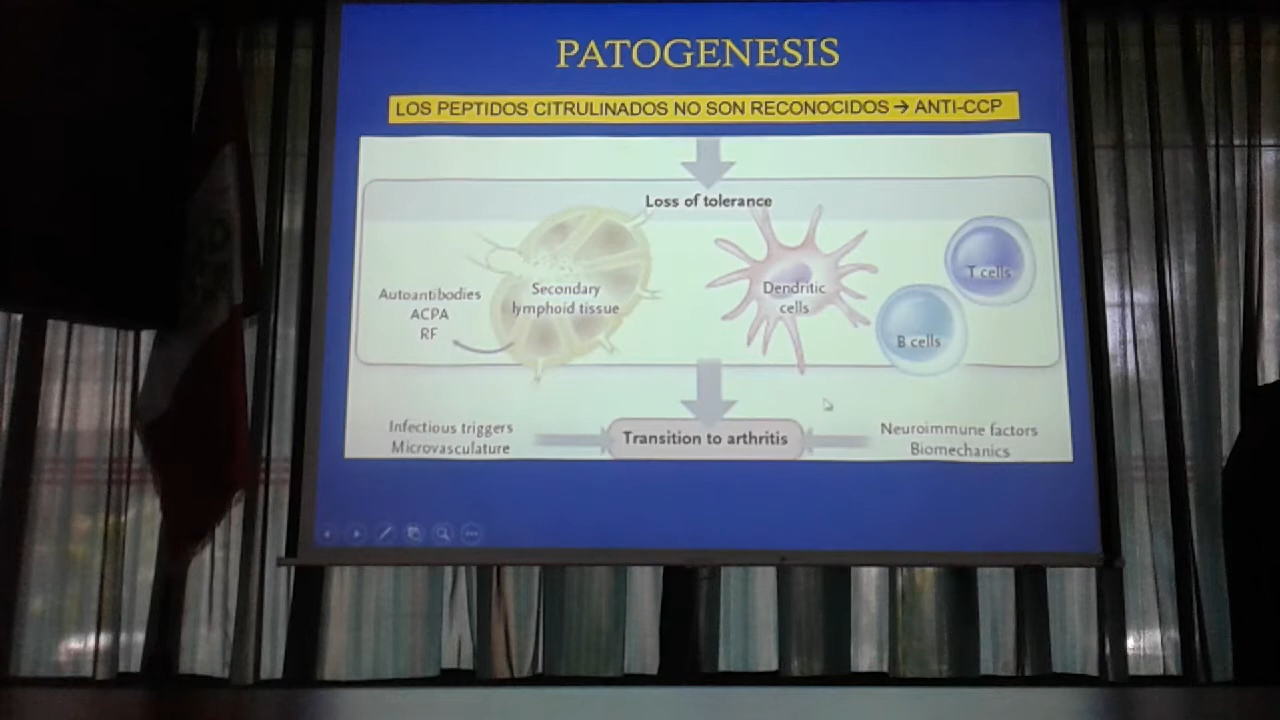 PATOGENESIS
LOS PEPTIDOS CITRULINADOS NO SON RECONOCIDOS → ANTI-CCP
Loss of tolerance
Autoantibodies
ACPA
RF
Secondary
lymphoid tissue
Dendritic
cells
T cells
B cells
Infectious triggers
Microvasculature
Transition to arthritis
Neuroimmune factors
Biomechanics